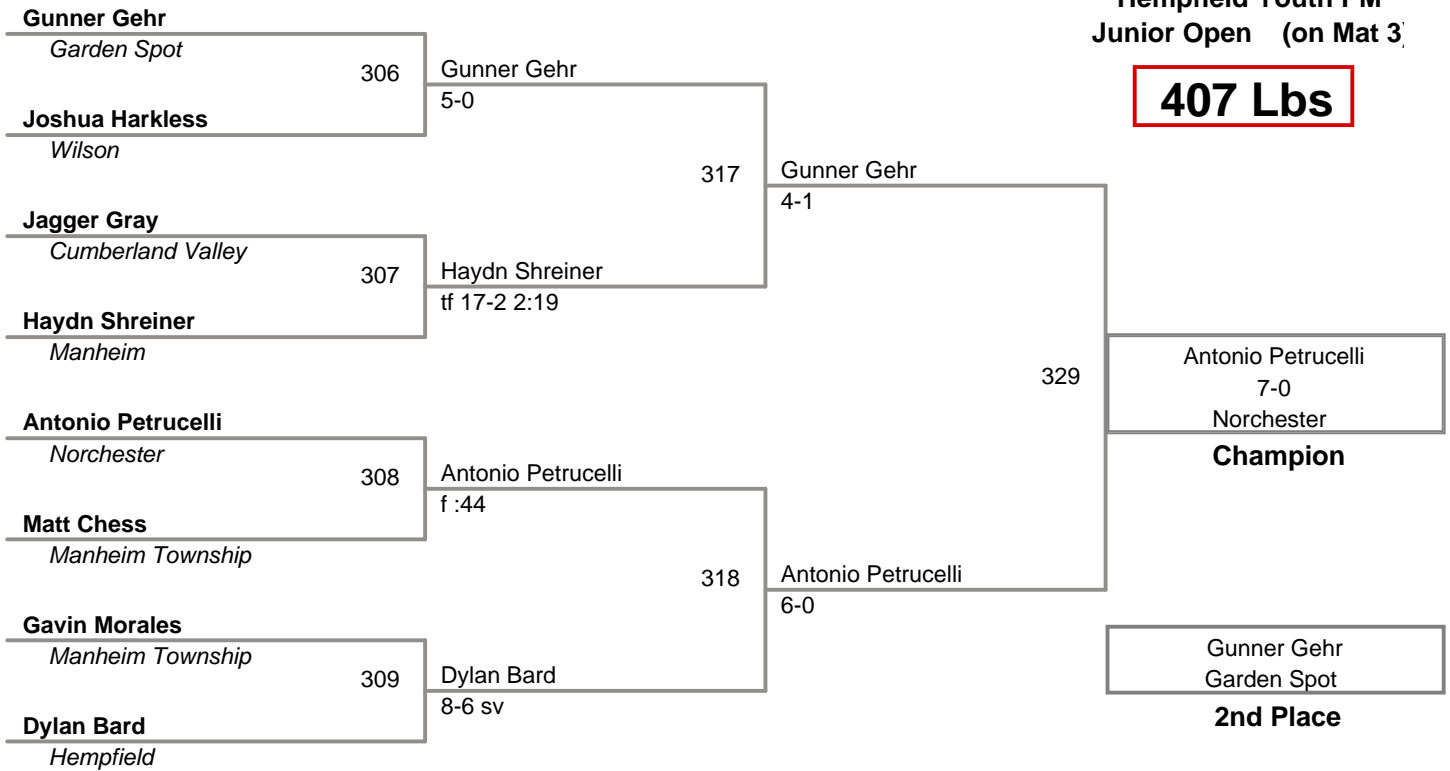 Hempfield Youth PM
Junior Open (on Mat 3)
407 Lbs
Gunner Gehr
Garden Spot
306
Joshua Harkless
Wilson
Jagger Gray
Cumberland Valley
307
Haydn Shreiner
Manheim
Antonio Petrucelli
Norchester
308
Matt Chess
Manheim Township
Gavin Morales
Manheim Township
309
Dylan Bard
Hempfield
Gunner Gehr
5-0
317
Haydn Shreiner
tf 17-2 2:19
Antonio Petrucelli
f :44
318
Dylan Bard
8-6 sv
Gunner Gehr
4-1
329
Antonio Petrucelli
6-0
Antonio Petrucelli
7-0
Norchester
Champion
Gunner Gehr
Garden Spot
2nd Place